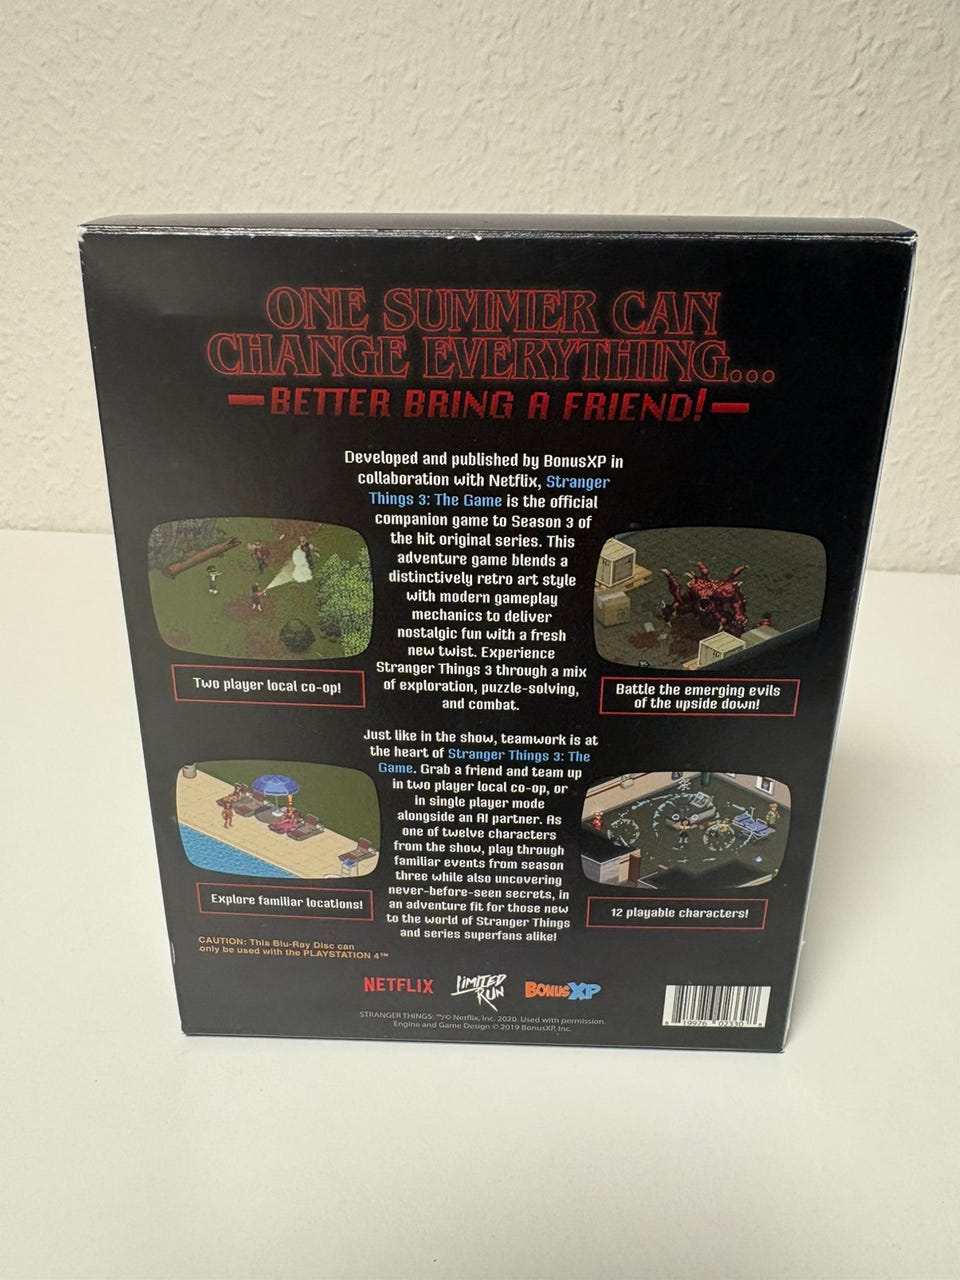 ONE SUMMER CAN
CHANGE EVERYTHING...
BETTER BRING A FRIEND!
Developed and published by BonusXP in
collaboration with Netflix, Stranger
Things 3: The Game is the official
companion game to Season 3 of
the hit original series. This
adventure game blends a
distinctively retro art style
with modern gameplay
mechanics to deliver
nostalgic fun with a fresh
new twist. Experience
Stranger Things 3 through a mix
of exploration, puzzle-solving,
and combat.
Two player local co-op!
Battle the emerging evils
of the upside down!
Just like in the show, teamwork is at
the heart of Stranger Things 3: The
Game. Grab a friend and team up
in two player local co-op, or
in single player mode
alongside an AI partner. As
one of twelve characters
from the show, play through
familiar events from season
three while also uncovering
never-before-seen secrets, in
an adventure fit for those new
to the world of Stranger Things
and series superfans alike!
Explore familiar locations!
12 playable characters!
CAUTION: This Blu-Ray Disc can
only be used with the PLAYSTATION 4™
NETFLIX
LIMITED
RUN
BONUSXP
STRANGER THINGS: ™/© Netflix, Inc. 2020. Used with permission.
Engine and Game Design © 2019 BonusXP, Inc.
8 19976 02330 8